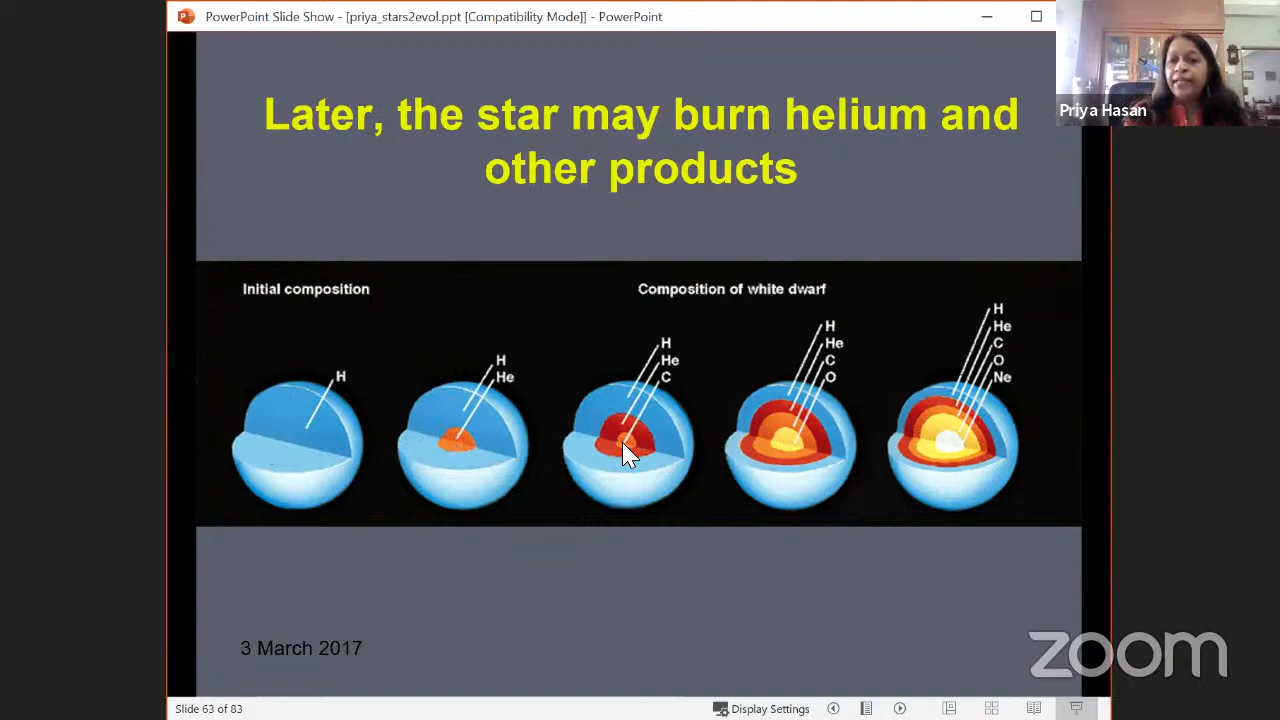 PowerPoint Slide Show - [priya_stars2evol.ppt [Compatibility Mode]] - PowerPoint
Priya Hasan
Later, the star may burn helium and
other products
Initial composition
Composition of white dwarf
H
H
He
H
He
C
H
He
C
O
H
He
C
O
Ne
3 March 2017
zoom
Slide 63 of 83
Display Settings